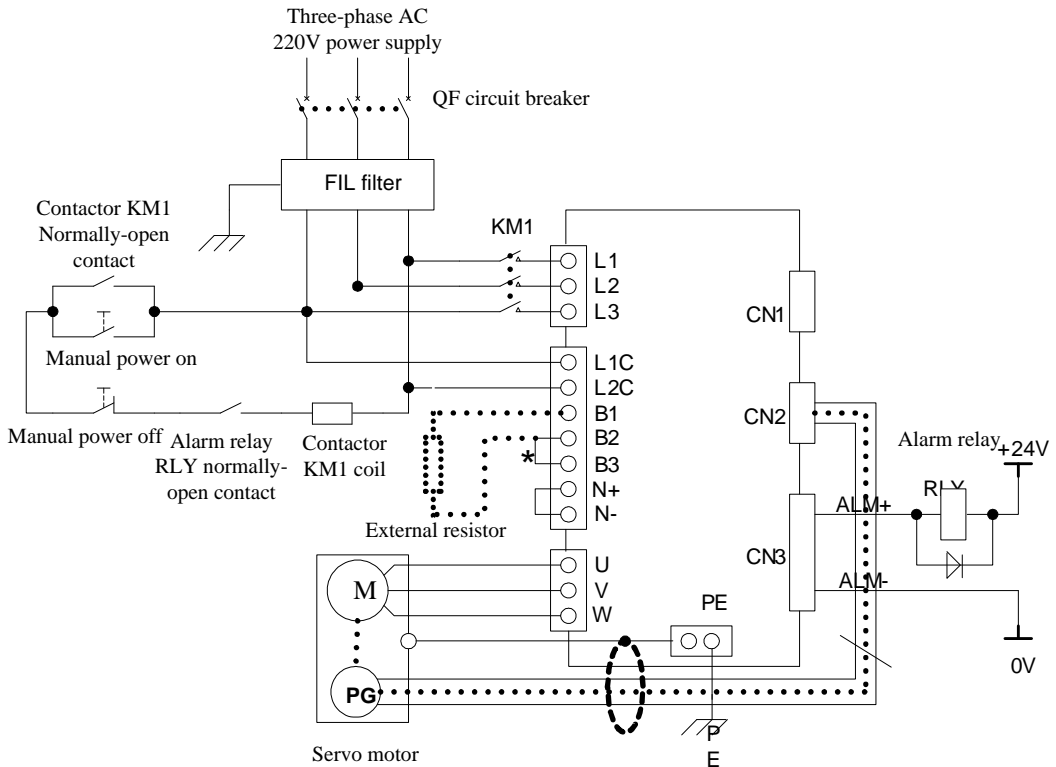 Three-phase AC
220V power supply
QF circuit breaker
FIL filter
Contactor KM1
Normally-open
contact
KM1
L1
L2
L3
CN1
Manual power on
L1C
L2C
B1
B2
*
B3
N+
N-
CN2
Manual power off
Alarm relay
RLY normally-
open contact
Contactor
KM1 coil
External resistor
Alarm relay
+24V
RLY
ALM+
CN3
ALM-
0V
U
V
W
M
PG
PE
PE
Servo motor